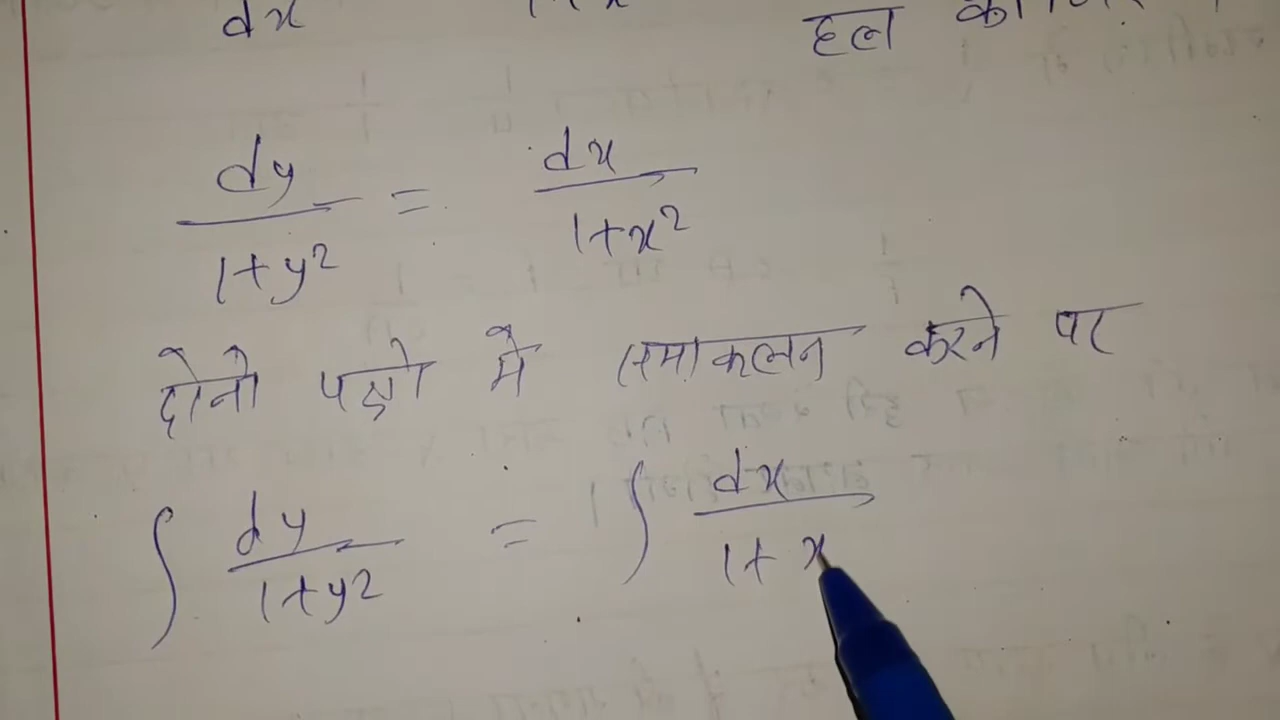 dx
हल
dy/1+y² = dx/1+x²
दोनो पक्षो मे समाकलन करने पर
∫ dy/1+y² = ∫ dx/1+x